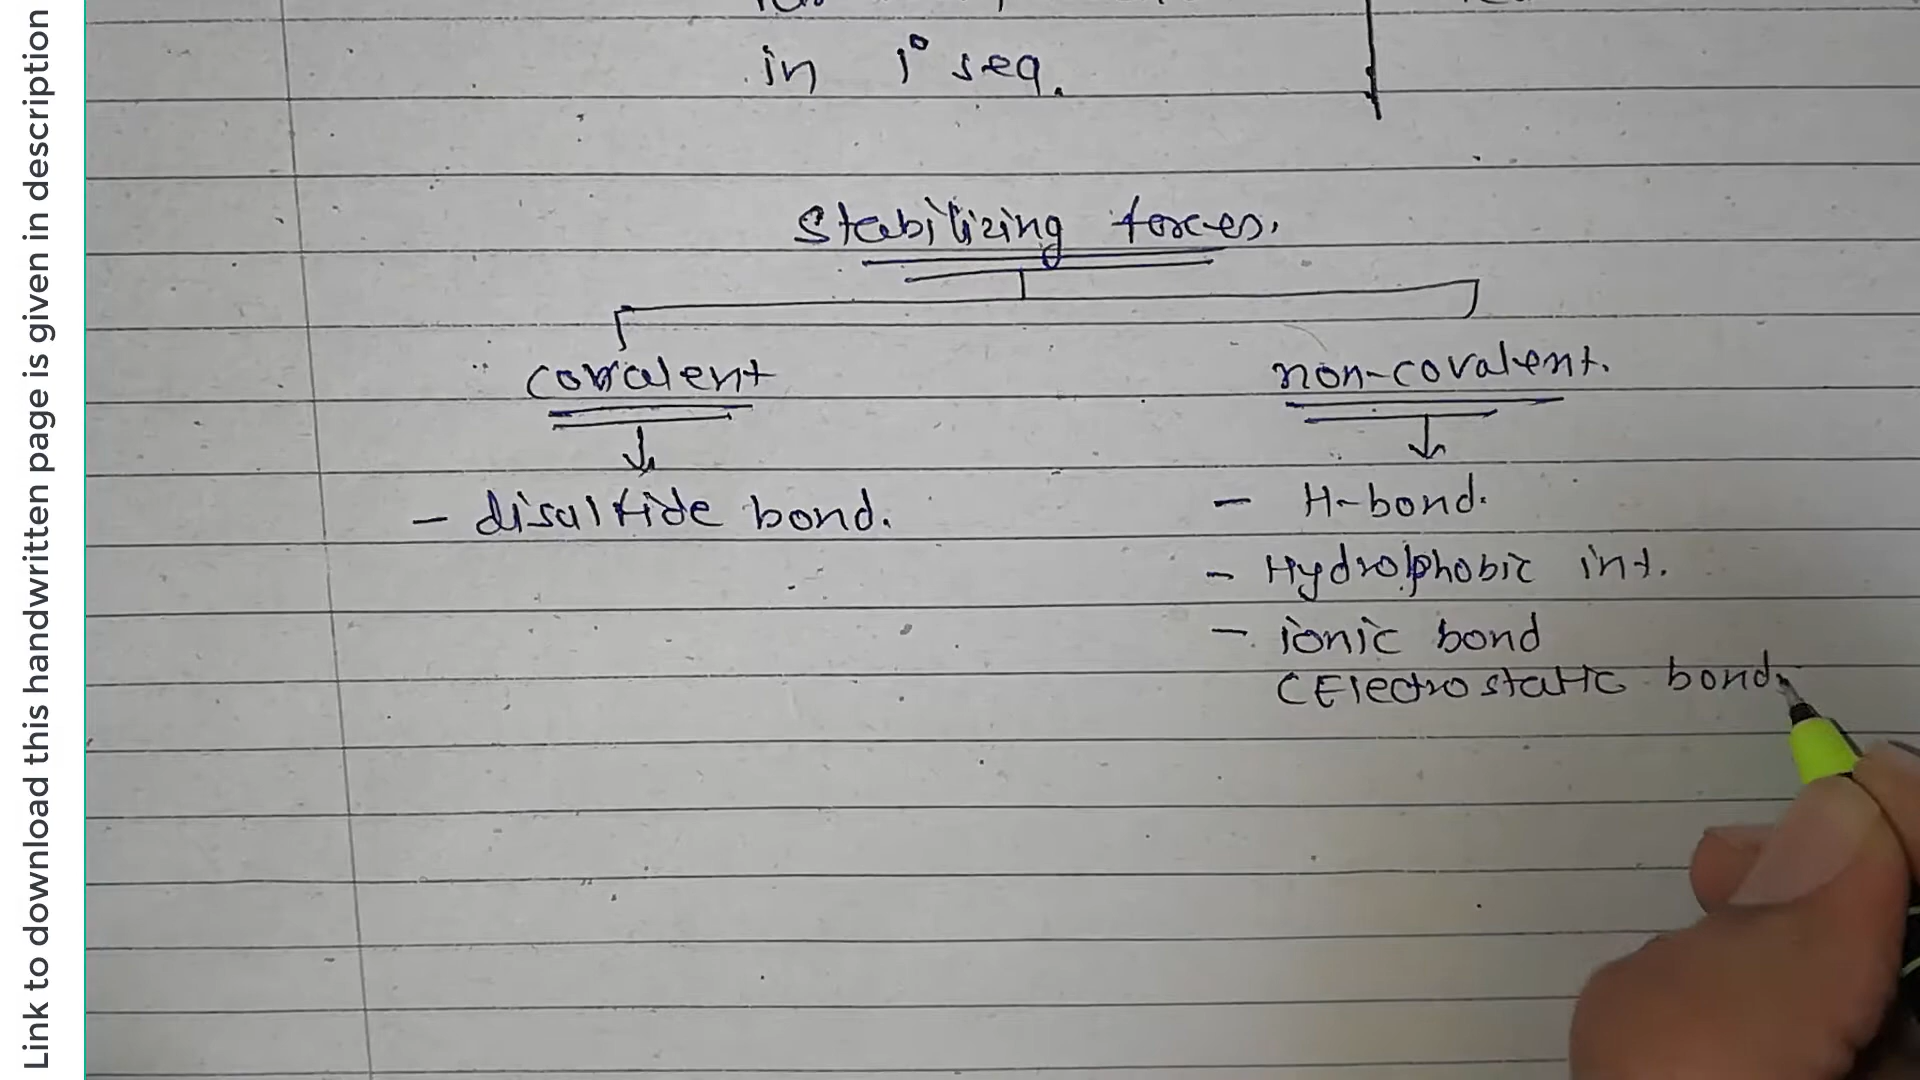 Link to download this handwritten page is given in description
in 1° seq.
Stabilizing forces.
covalent
non-covalent.
- disulfide bond.
- H-bond.
- Hydrophobic int.
- ionic bond
(Electrostatic bond